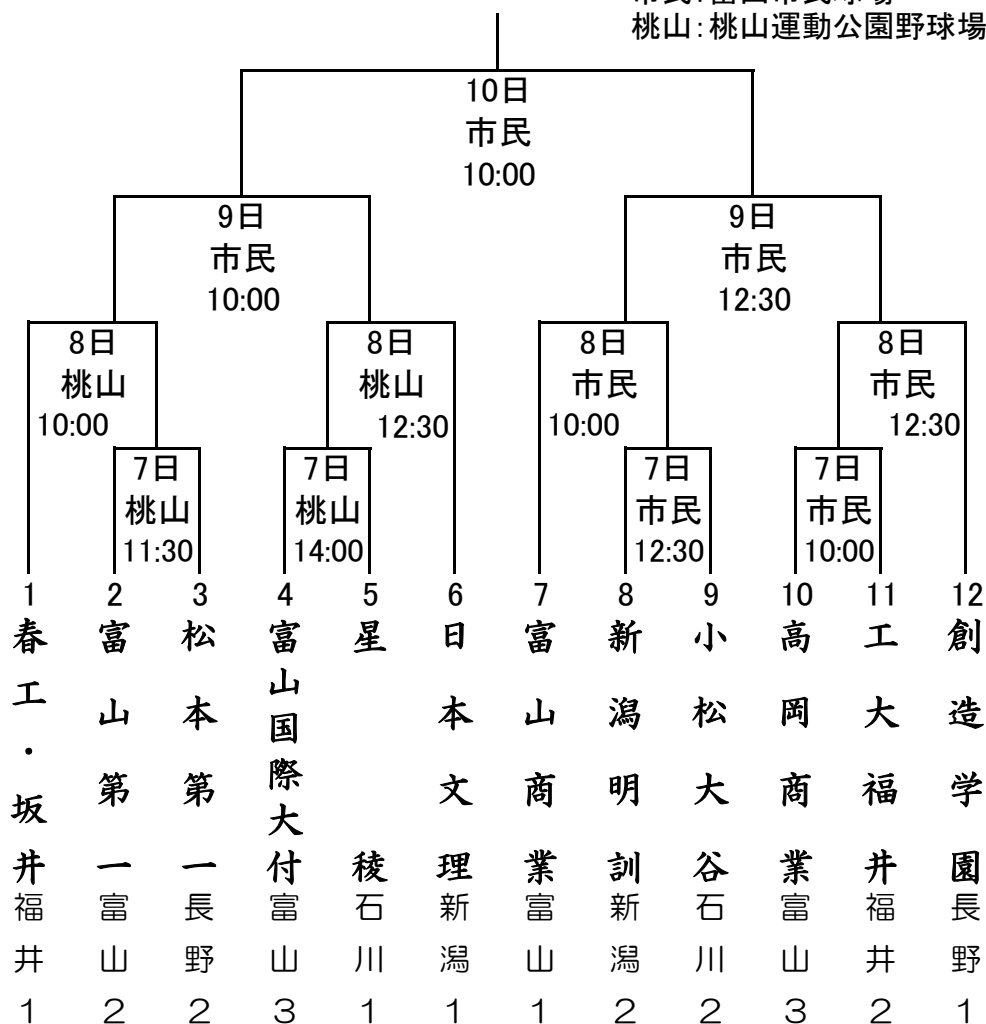 市民:富山市民球場
桃山:桃山運動公園野球場
10日
市民
10:00
9日
市民
10:00
9日
市民
12:30
8日
桃山
10:00
8日
桃山
12:30
8日
市民
10:00
8日
市民
12:30
7日
桃山
11:30
7日
桃山
14:00
7日
市民
12:30
7日
市民
10:00
1
春工・坂井
福井
1
2
富山第一
富山
2
3
松本第一
長野
2
4
富山国際大付
富山
3
5
星稜
石川
1
6
日本文理
新潟
1
7
富山商業
富山
1
8
新潟明訓
新潟
2
9
小松大谷
石川
2
10
高岡商業
富山
3
11
工大福井
福井
2
12
創造学園
長野
1